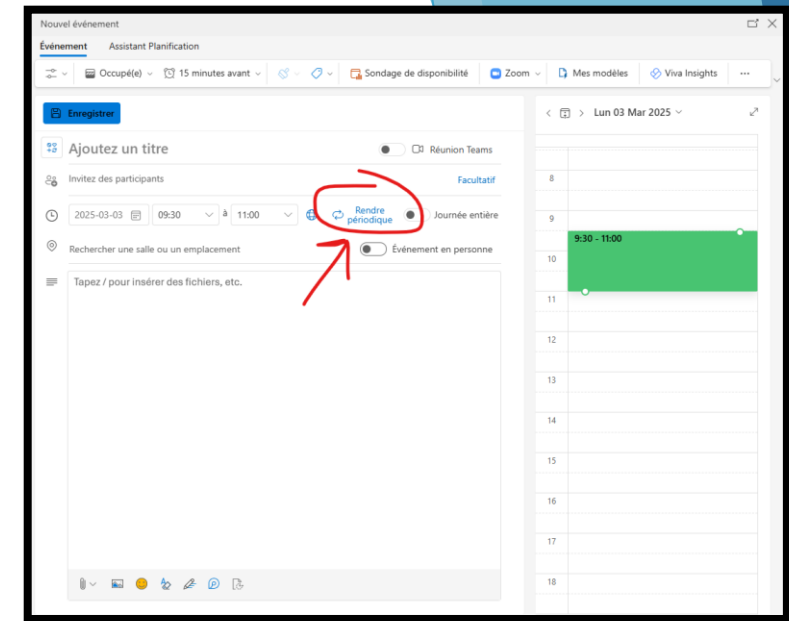 Nouvel événement
Événement Assistant Planification
Occupé(e) 15 minutes avant Sondage de disponibilité Zoom Mes modèles Viva Insights ...
Enregistrer
Lun 03 Mar 2025
Ajoutez un titre
Réunion Teams
Invitez des participants
Facultatif
2025-03-03 09:30 à 11:00
Rendre
périodique
Journée entière
Rechercher une salle ou un emplacement
Événement en personne
Tapez / pour insérer des fichiers, etc.
8
9
9:30 - 11:00
10
11
12
13
14
15
16
17
18